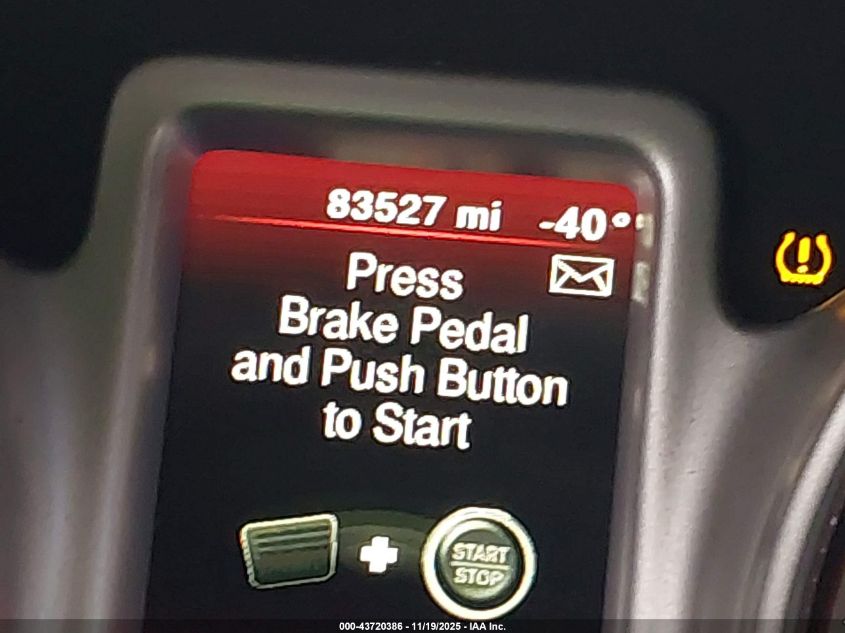 83527 mi -40°
Press
Brake Pedal
and Push Button
to Start
START
STOP
000-43720386 - 11/19/2025 - IAA Inc.